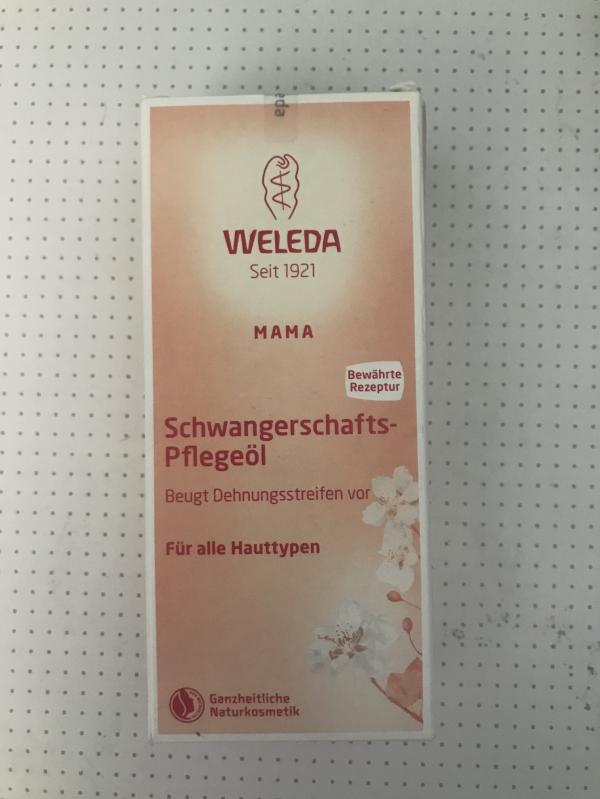 WELEDA
Seit 1921
MAMA
Bewährte
Rezeptur
Schwangerschafts-
Pflegeöl
Beugt Dehnungsstreifen vor
Für alle Hauttypen
Ganzheitliche
Naturkosmetik